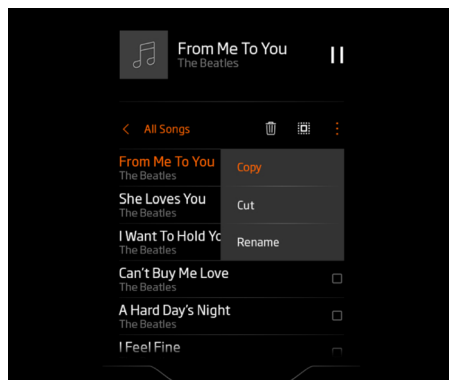 From Me To You
The Beatles
All Songs
From Me To You
The Beatles
Copy
She Loves You
The Beatles
Cut
I Want To Hold Yo
The Beatles
Rename
Can't Buy Me Love
The Beatles
A Hard Day's Night
The Beatles
I Feel Fine